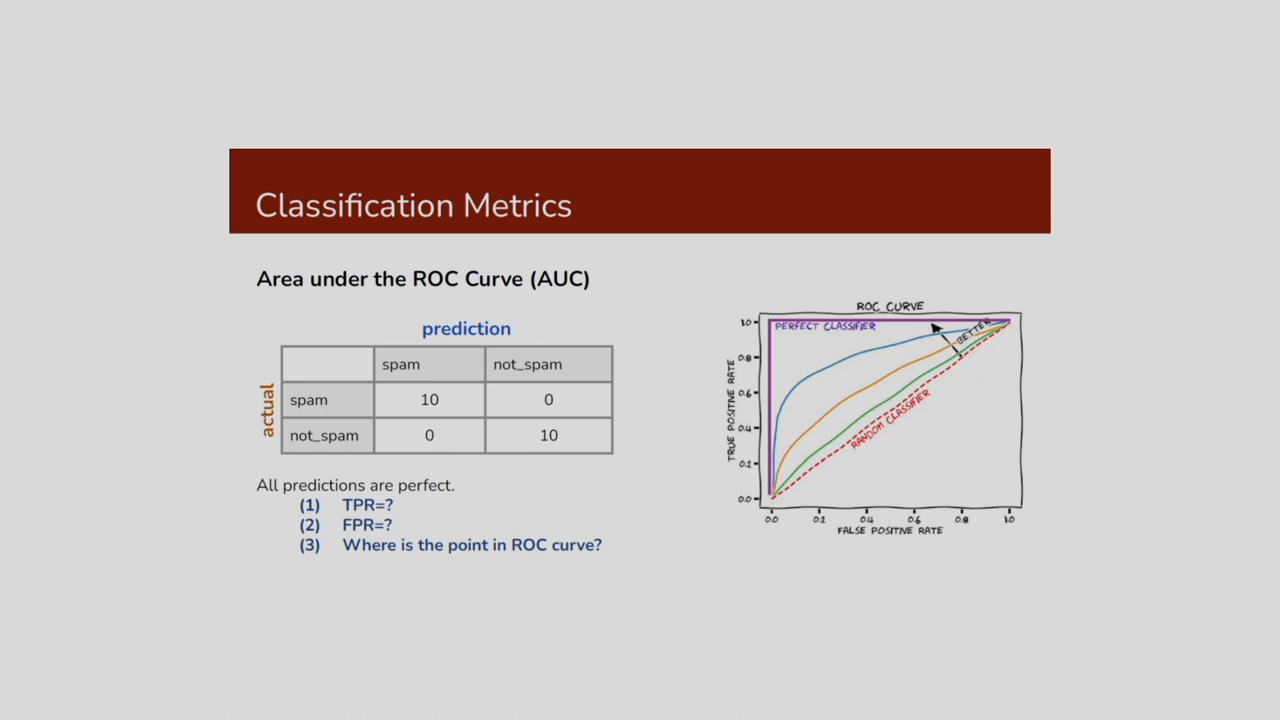 Classification Metrics
Area under the ROC Curve (AUC)
prediction
actual
spam not_spam
spam 10 0
not_spam 0 10
All predictions are perfect.
(1) TPR=?
(2) FPR=?
(3) Where is the point in ROC curve?
ROC CURVE
PERFECT CLASSIFIER
BETTER
RANDOM CLASSIFIER
TRUE POSITIVE RATE
1.0
0.8
0.6
0.4
0.2
0.0
0.0 0.2 0.4 0.6 0.8 1.0
FALSE POSITIVE RATE